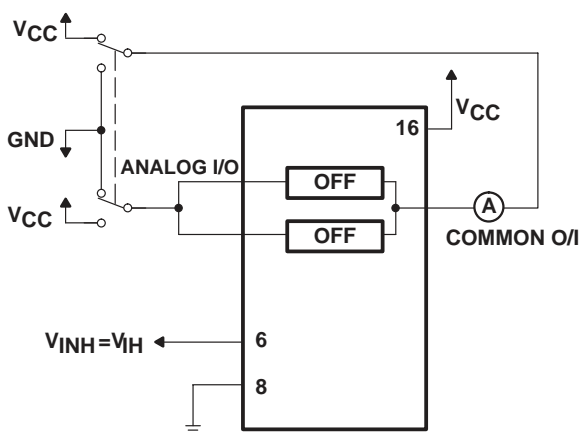 VCC
VCC
16
GND
ANALOG I/O
OFF
A
VCC
OFF
COMMON O/I
VINH=VIH
6
8